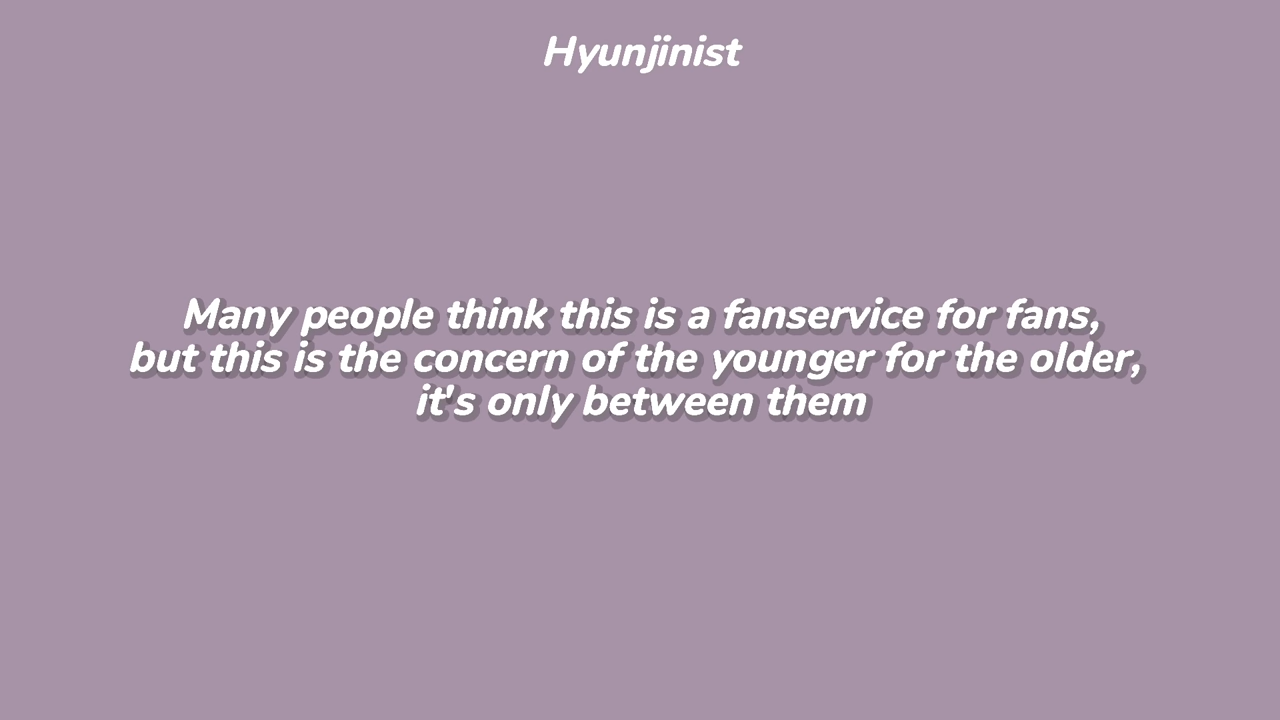 Hyunjinist
Many people think this is a fanservice for fans,
but this is the concern of the younger for the older,
it's only between them